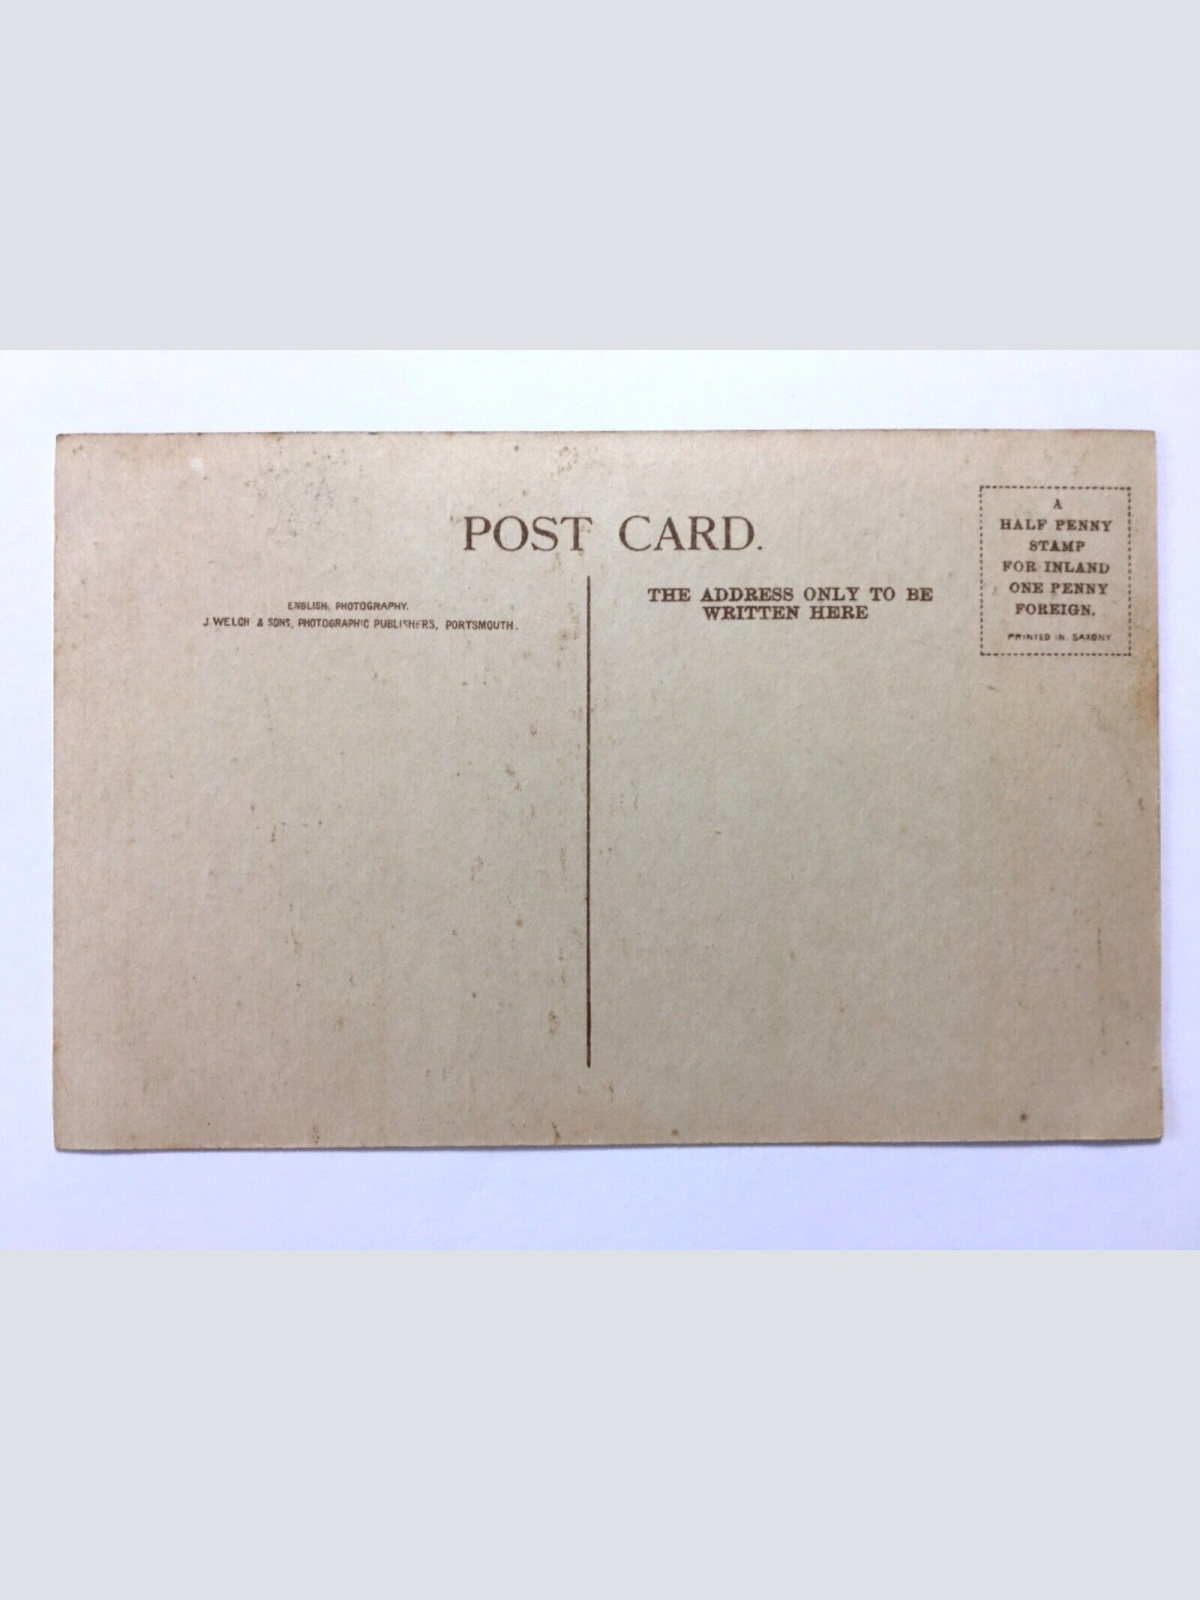 POST CARD.
ENGLISH. PHOTOGRAPHY.
J. WELCH & SONS, PHOTOGRAPHIC PUBLISHERS, PORTSMOUTH.
THE ADDRESS ONLY TO BE
WRITTEN HERE
A
HALF PENNY
STAMP
FOR INLAND
ONE PENNY
FOREIGN.
PRINTED IN SAXONY